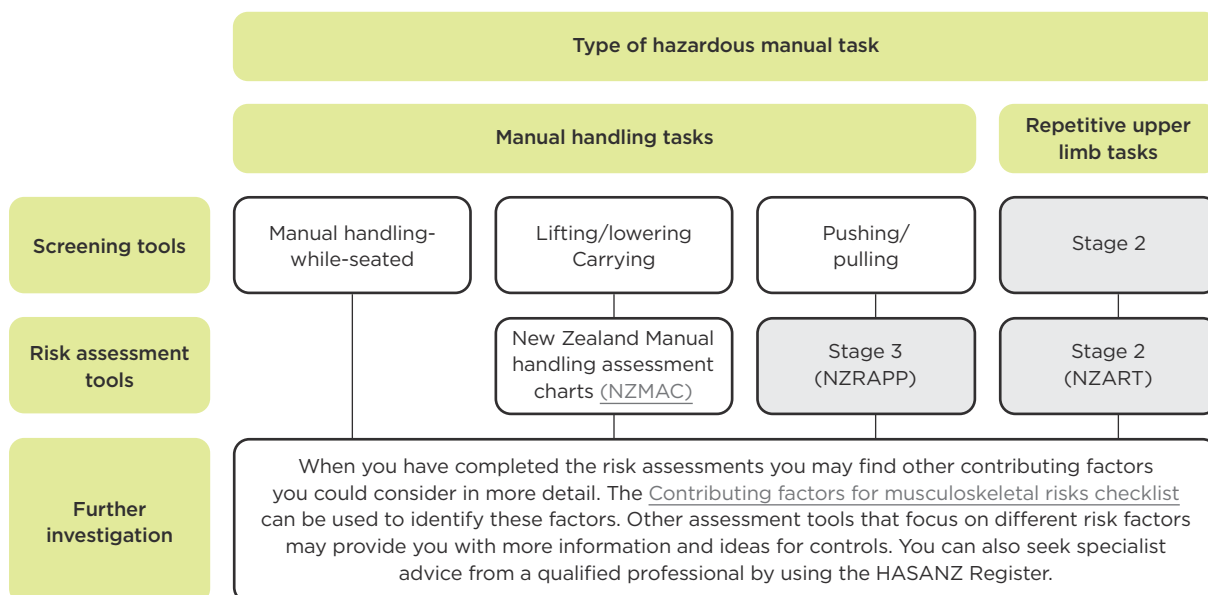 Type of hazardous manual task
Manual handling tasks
Repetitive upper
limb tasks
Screening tools
Manual handling-
while-seated
Lifting/lowering
Carrying
Pushing/
pulling
Stage 2
Risk assessment
tools
New Zealand Manual
handling assessment
charts (NZMAC)
Stage 3
(NZRAPP)
Stage 2
(NZART)
Further
investigation
When you have completed the risk assessments you may find other contributing factors
you could consider in more detail. The Contributing factors for musculoskeletal risks checklist
can be used to identify these factors. Other assessment tools that focus on different risk factors
may provide you with more information and ideas for controls. You can also seek specialist
advice from a qualified professional by using the HASANZ Register.